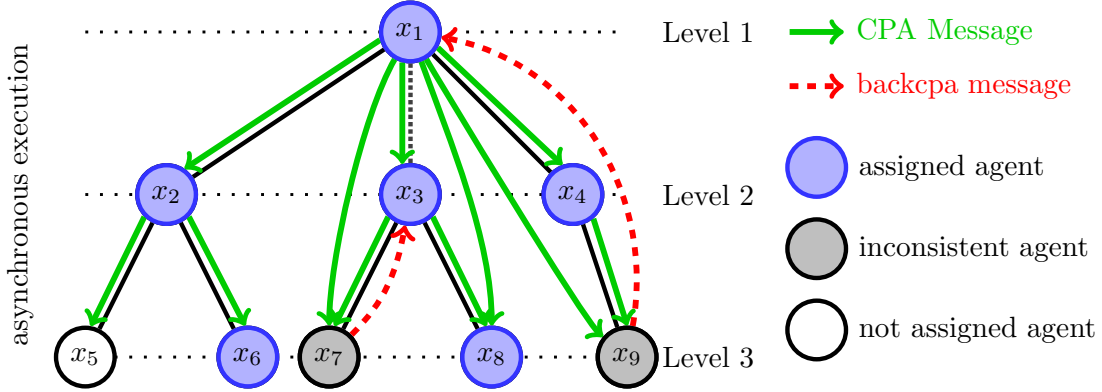 asynchronous execution
x1
Level 1
x2
x3
x4
Level 2
x5
x6
x7
x8
x9
Level 3
CPA Message
backcpa message
assigned agent
inconsistent agent
not assigned agent